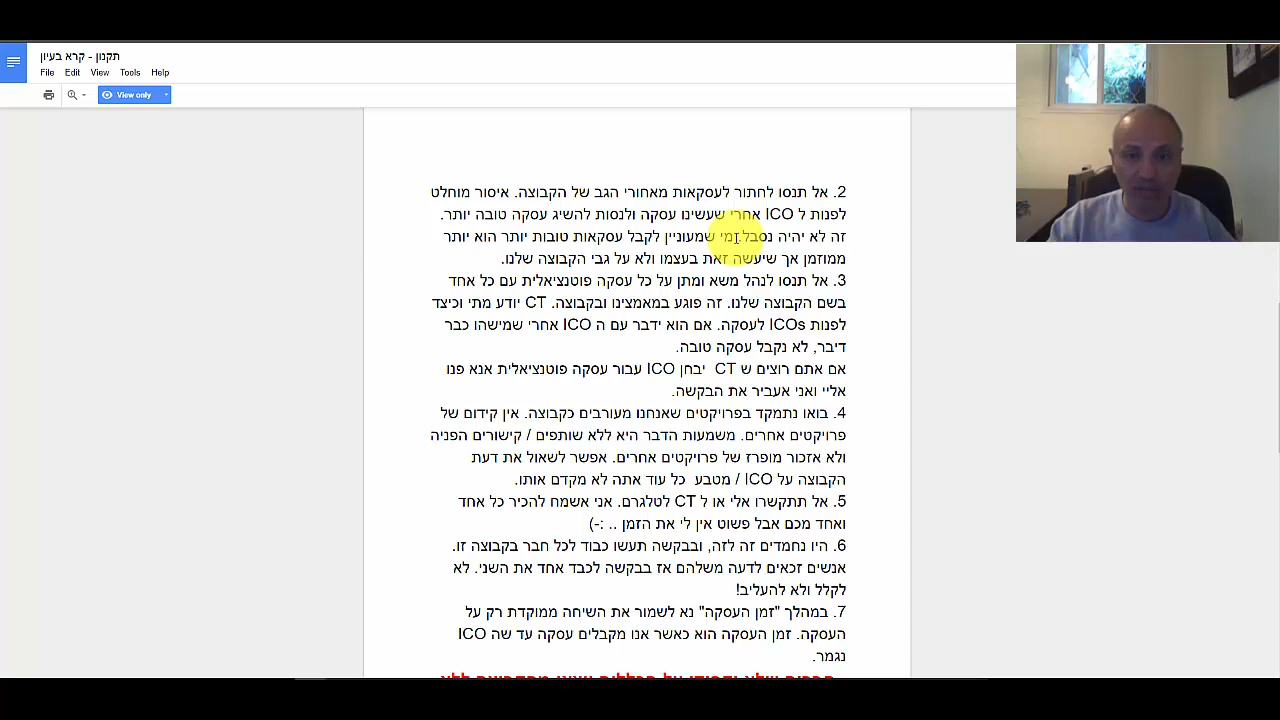 תקנון - קרא בעיון
File Edit View Tools Help
View only
2. אל תנסו לחתור לעסקאות מאחורי הגב של הקבוצה. איסור מוחלט
לפנות ל ICO אחרי שעשינו עסקה ולנסות להשיג עסקה טובה יותר.
זה לא יהיה נסבל.ומי שמעוניין לקבל עסקאות טובות יותר הוא יותר
ממוזמן אך שיעשה זאת בעצמו ולא על גבי הקבוצה שלנו.
3. אל תנסו לנהל משא ומתן על כל עסקה פוטנציאלית עם כל אחד
בשם הקבוצה שלנו. זה פוגע במאמצינו ובקבוצה. CT יודע מתי וכיצד
לפנות ICOs לעסקה. אם הוא ידבר עם ה ICO אחרי שמישהו כבר
דיבר, לא נקבל עסקה טובה.
אם אתם רוצים ש CT יבחן ICO עבור עסקה פוטנציאלית אנא פנו
אליי ואני אעביר את הבקשה.
4. בואו נתמקד בפרויקטים שאנחנו מעורבים כקבוצה. אין קידום של
פרויקטים אחרים. משמעות הדבר היא ללא שותפים / קישורים הפניה
ולא אזכור מופרז של פרויקטים אחרים. אפשר לשאול את דעת
הקבוצה על ICO / מטבע כל עוד אתה לא מקדם אותו.
5. אל תתקשרו אלי או ל CT לטלגרם. אני אשמח להכיר כל אחד
ואחד מכם אבל פשוט אין לי את הזמן .. :-)
6. היו נחמדים זה לזה, ובבקשה תעשו כבוד לכל חבר בקבוצה זו.
אנשים זכאים לדעה משלהם אז בבקשה לכבד אחד את השני. לא
לקלל ולא להעליב!
7. במהלך "זמן העסקה" נא לשמור את השיחה ממוקדת רק על
העסקה. זמן העסקה הוא כאשר אנו מקבלים עסקה עד שה ICO
נגמר.